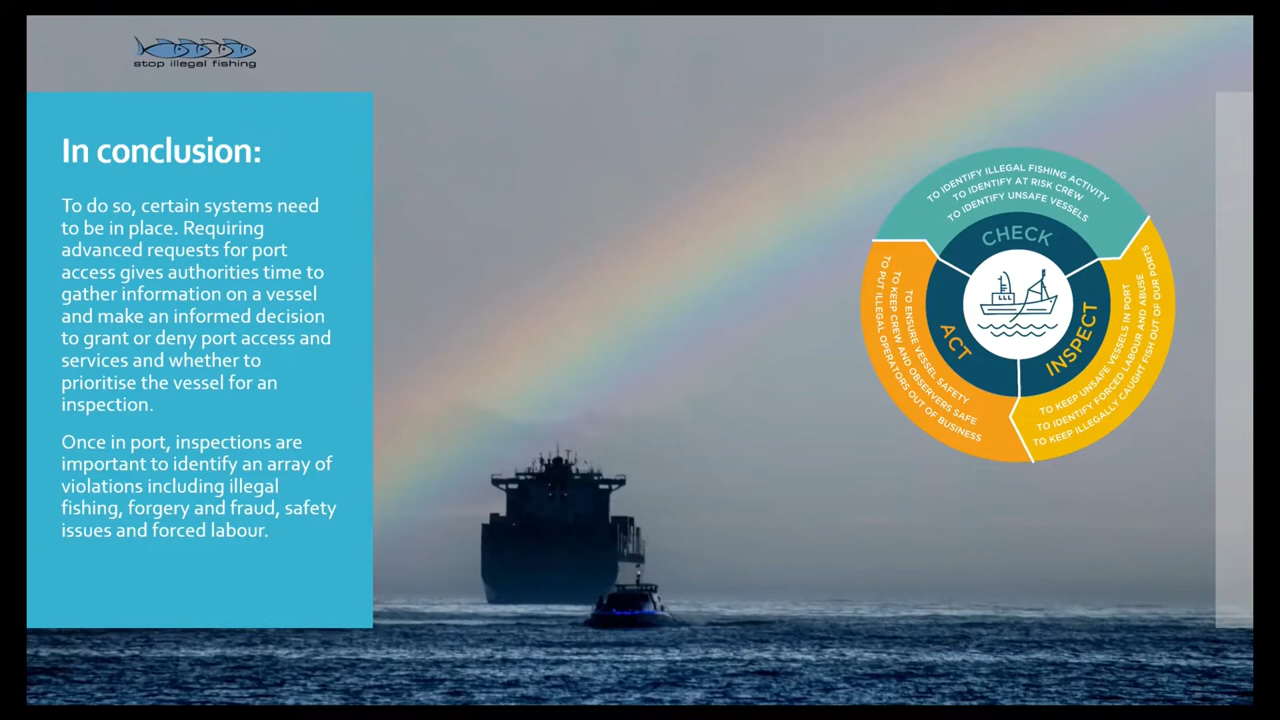 stop illegal fishing
In conclusion:
To do so, certain systems need
to be in place. Requiring
advanced requests for port
access gives authorities time to
gather information on a vessel
and make an informed decision
to grant or deny port access and
services and whether to
prioritise the vessel for an
inspection.
Once in port, inspections are
important to identify an array of
violations including illegal
fishing, forgery and fraud, safety
issues and forced labour.
TO IDENTIFY ILLEGAL FISHING ACTIVITY
TO IDENTIFY AT RISK CREW
TO IDENTIFY UNSAFE VESSELS
CHECK
INSPECT
TO KEEP UNSAFE VESSELS IN PORT
TO IDENTIFY FORCED LABOUR AND ABUSE
TO KEEP ILLEGALLY CAUGHT FISH OUT OF OUR PORTS
ACT
TO ENSURE VESSEL SAFETY
TO KEEP CREW AND OBSERVERS SAFE
TO PUT ILLEGAL OPERATORS OUT OF BUSINESS